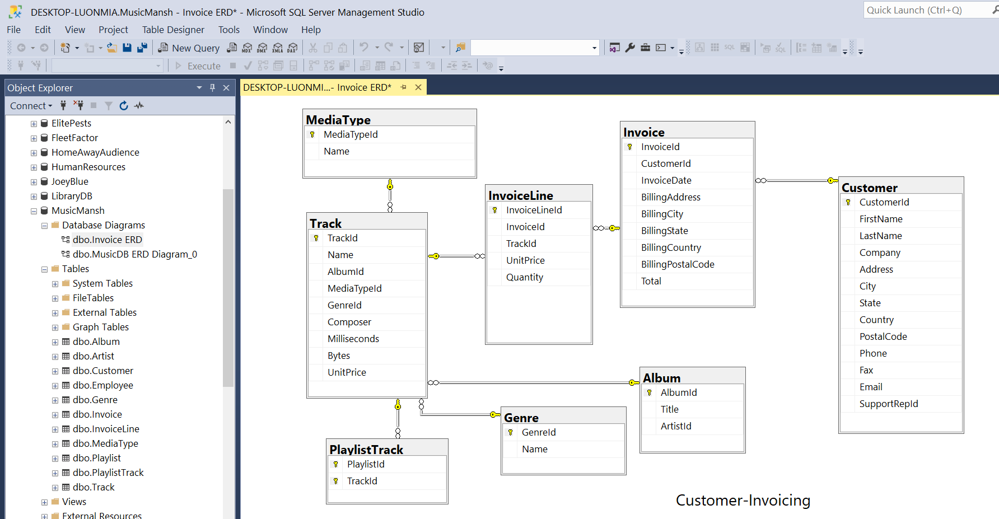 DESKTOP-LUONMIA.MusicMansh - Invoice ERD* - Microsoft SQL Server Management Studio
Quick Launch (Ctrl+Q)
File Edit View Project Table Designer Tools Window Help
New Query MDX DMX XMLA DAX SQL SQL
Execute
Object Explorer
Connect
ElitePests
FleetFactor
HomeAwayAudience
HumanResources
JoeyBlue
LibraryDB
MusicMansh
Database Diagrams
dbo.Invoice ERD
dbo.MusicDB ERD Diagram_0
Tables
System Tables
FileTables
External Tables
Graph Tables
dbo.Album
dbo.Artist
dbo.Customer
dbo.Employee
dbo.Genre
dbo.Invoice
dbo.InvoiceLine
dbo.MediaType
dbo.Playlist
dbo.PlaylistTrack
dbo.Track
Views
External Resources
DESKTOP-LUONMI...- Invoice ERD*
MediaType
MediaTypeId
Name
Track
TrackId
Name
AlbumId
MediaTypeId
GenreId
Composer
Milliseconds
Bytes
UnitPrice
PlaylistTrack
PlaylistId
TrackId
InvoiceLine
InvoiceLineId
InvoiceId
TrackId
UnitPrice
Quantity
Genre
GenreId
Name
Invoice
InvoiceId
CustomerId
InvoiceDate
BillingAddress
BillingCity
BillingState
BillingCountry
BillingPostalCode
Total
Album
AlbumId
Title
ArtistId
Customer
CustomerId
FirstName
LastName
Company
Address
City
State
Country
PostalCode
Phone
Fax
Email
SupportRepId
Customer-Invoicing